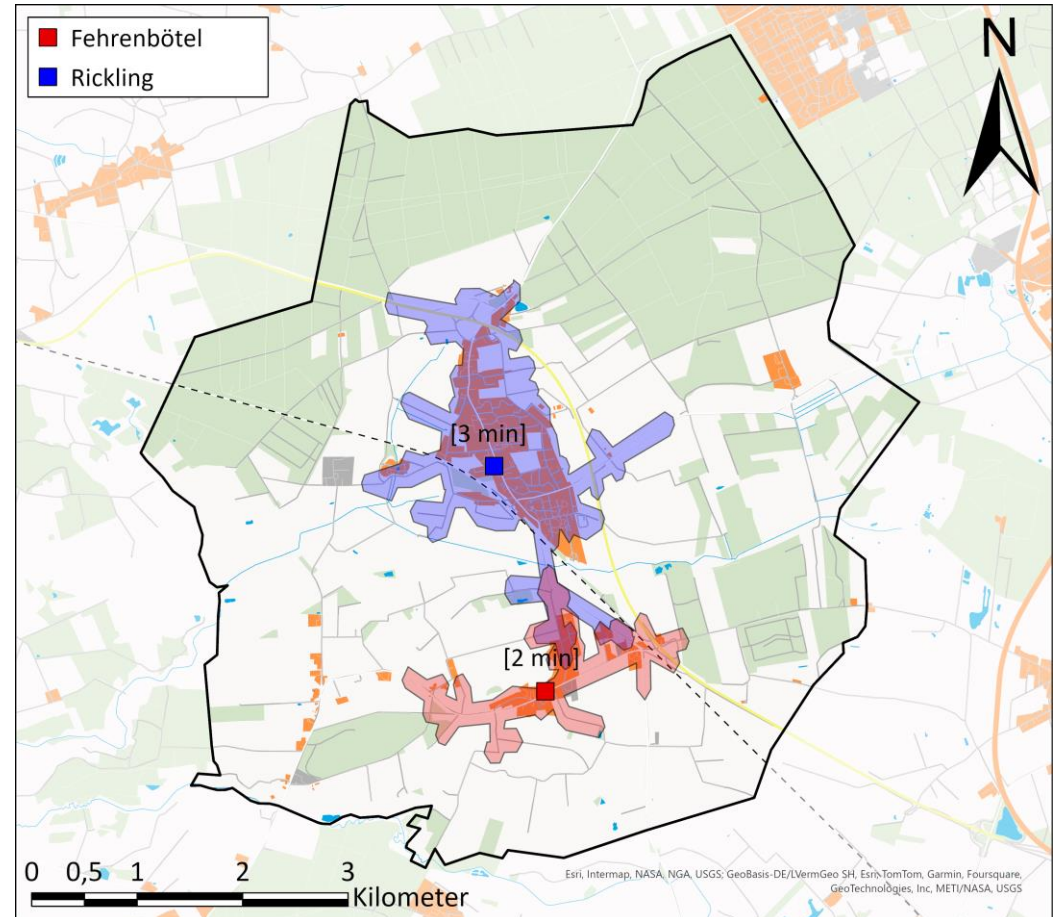 Fehrenbötel
Rickling
N
[3 min]
[2 min]
0 0,5 1 2 3
Kilometer
Esri, Intermap, NASA, NGA, USGS; GeoBasis-DE/LVermGeo SH, Esri, TomTom, Garmin, Foursquare,
GeoTechnologies, Inc, METI/NASA, USGS